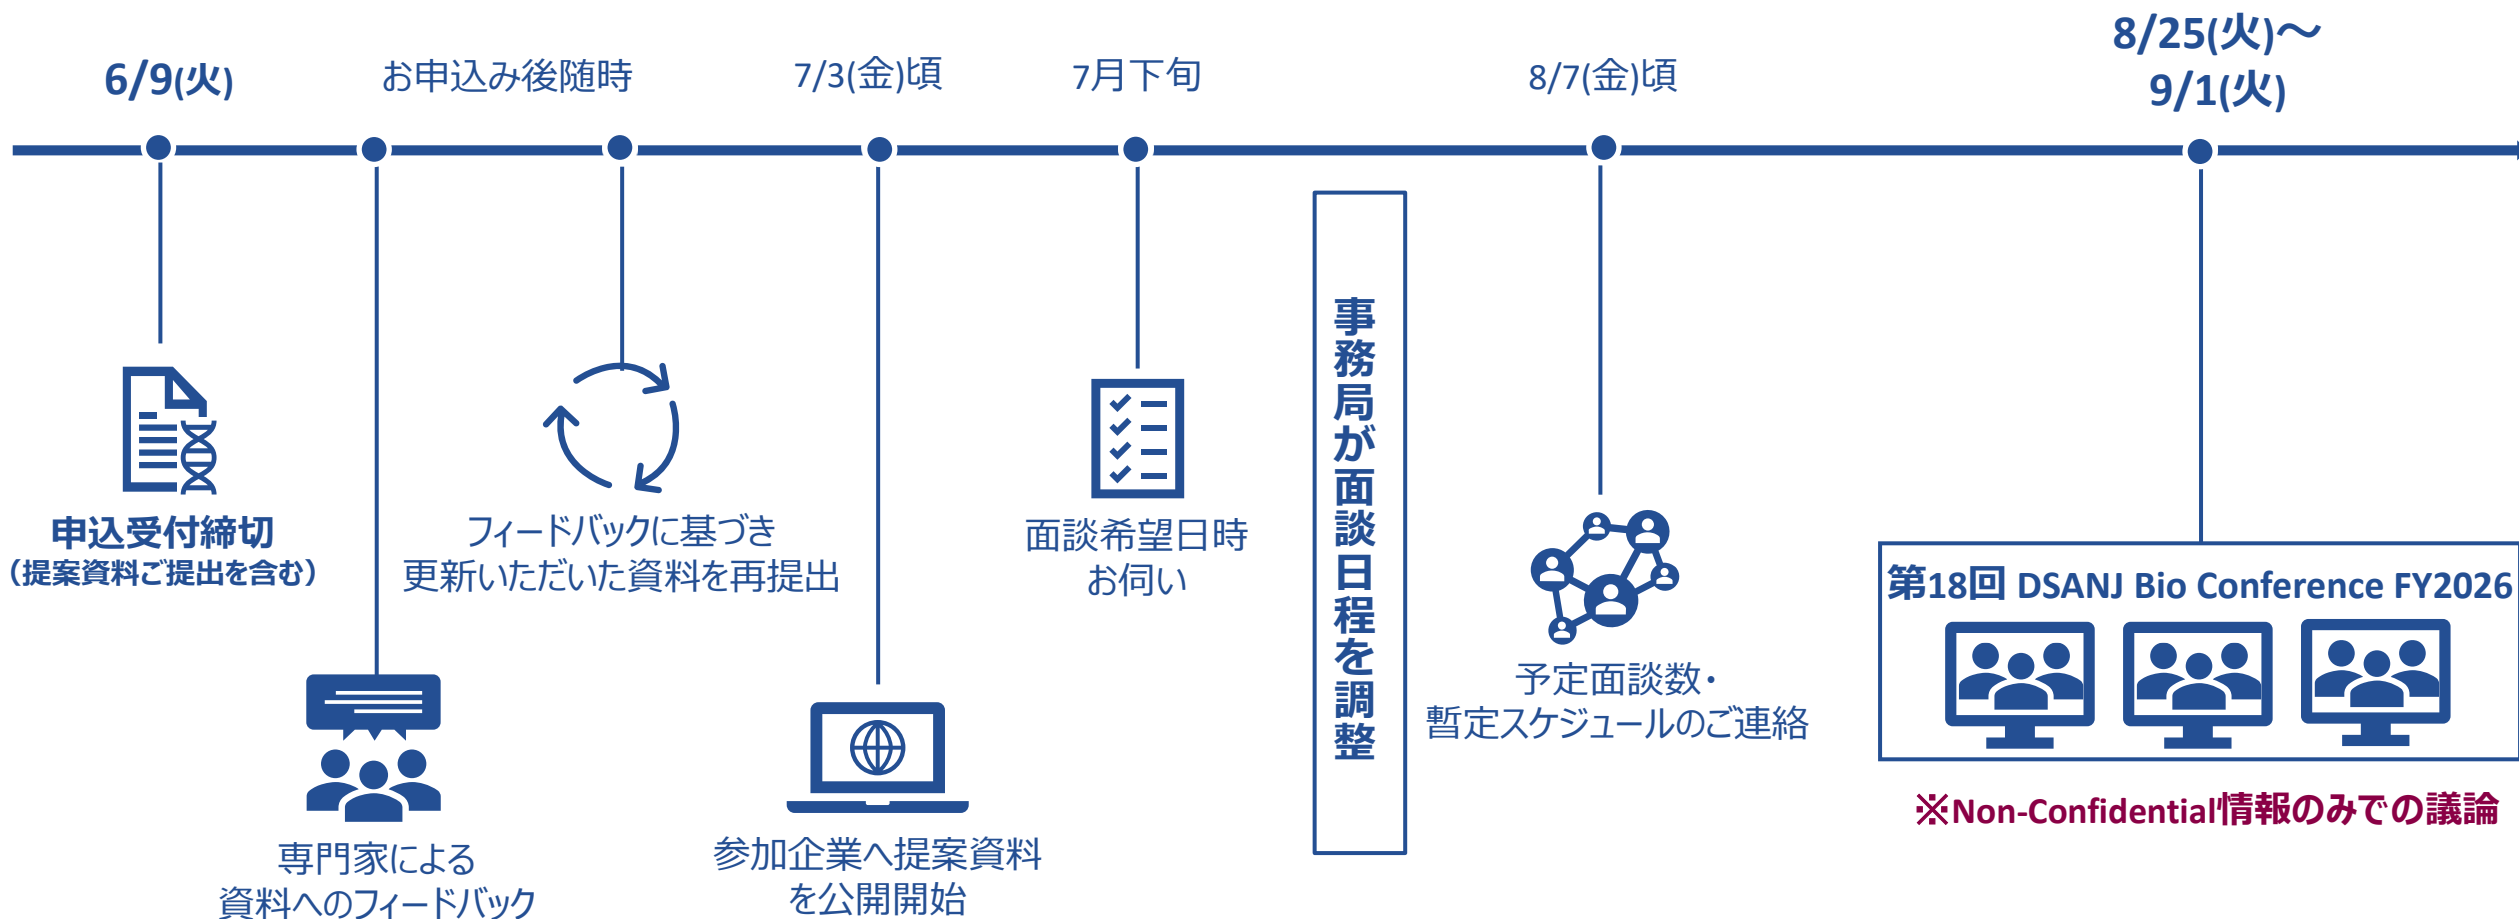 6/9(火)
お申込み後随時
7/3(金)頃
7月下旬
8/7(金)頃
8/25(火)～
9/1(火)
申込受付締切
（提案資料ご提出を含む）
専門家による
資料へのフィードバック
フィードバックに基づき
更新いただいた資料を再提出
参加企業へ提案資料
を公開開始
面談希望日時
お伺い
事務局が面談日程を調整
予定面談数・
暫定スケジュールのご連絡
第18回 DSANJ Bio Conference FY2026
※Non-Confidential情報のみでの議論